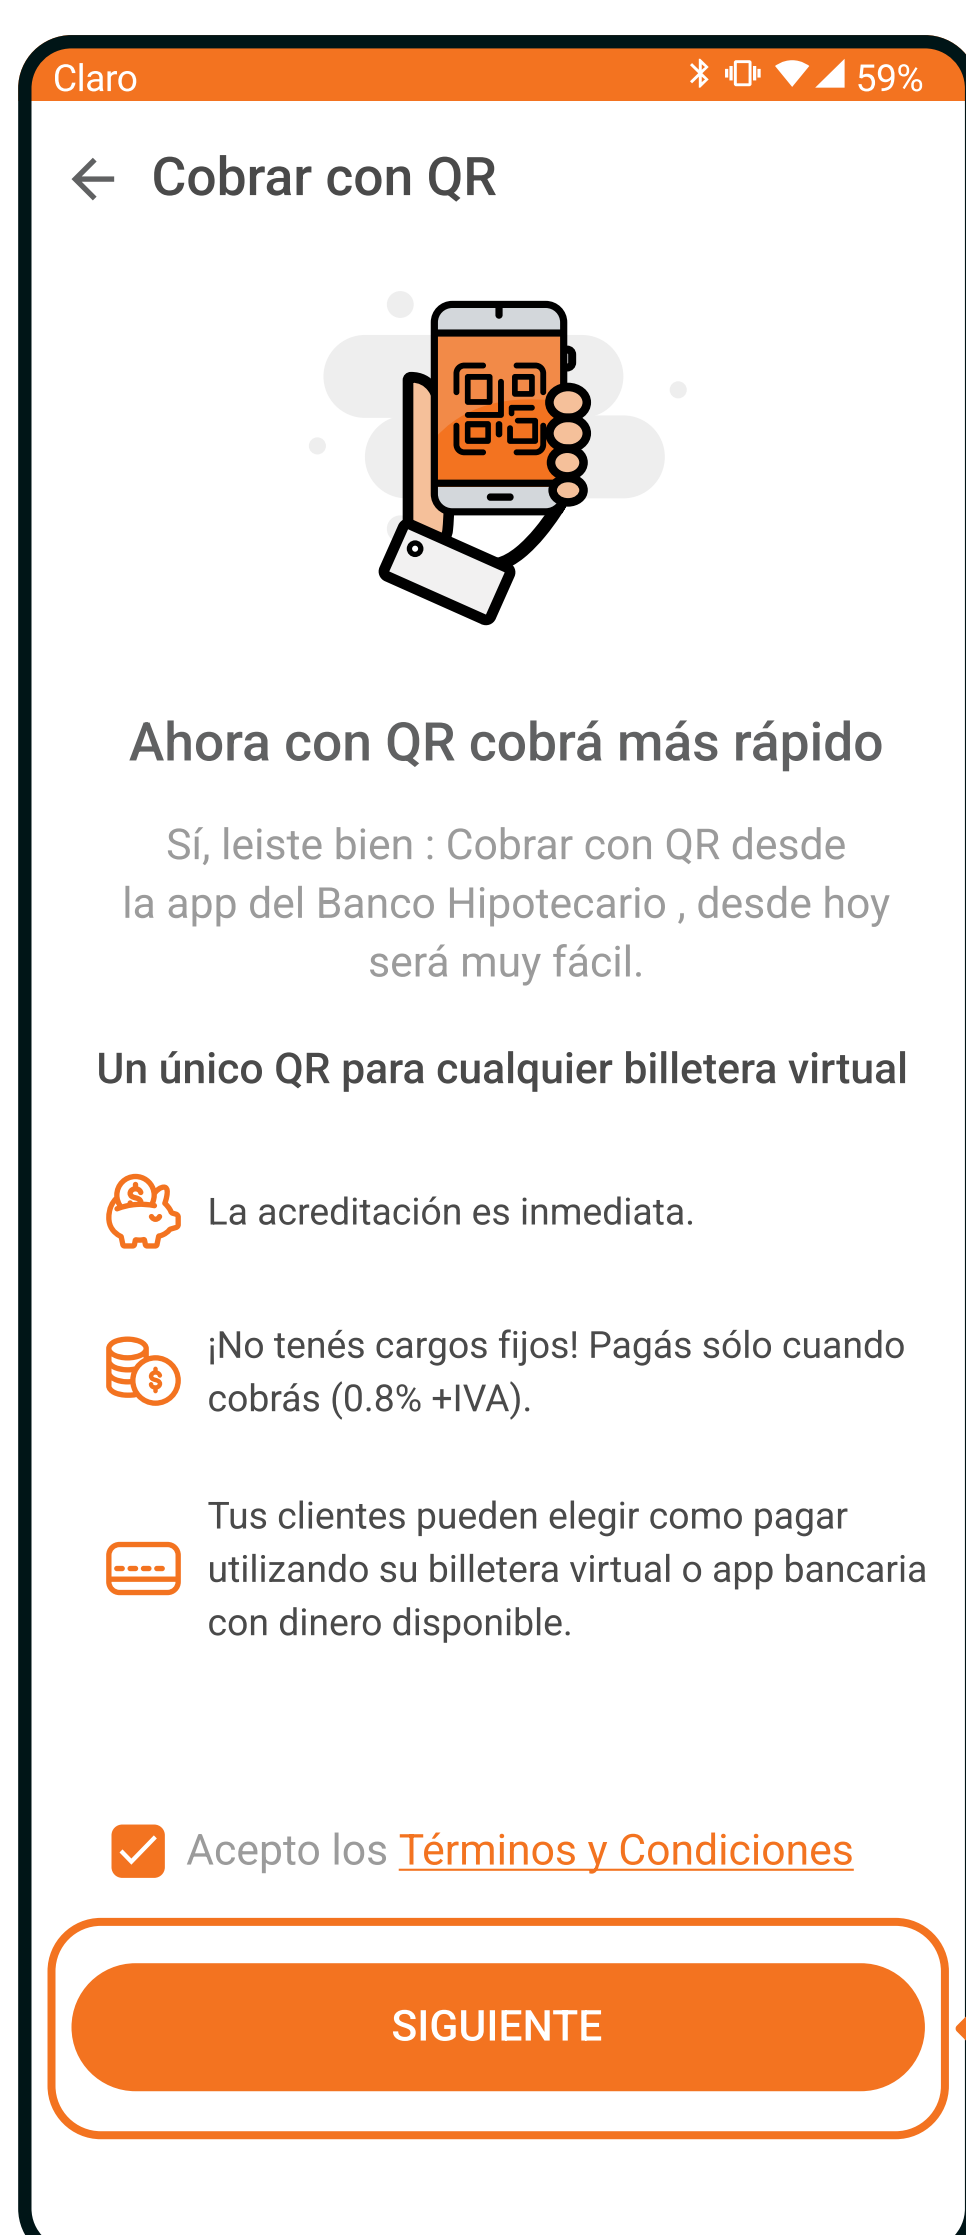 Claro
59%
Cobrar con QR
Ahora con QR cobrá más rápido
Sí, leiste bien : Cobrar con QR desde
la app del Banco Hipotecario , desde hoy
será muy fácil.
Un único QR para cualquier billetera virtual
La acreditación es inmediata.
¡No tenés cargos fijos! Pagás sólo cuando
cobrás (0.8% +IVA).
Tus clientes pueden elegir como pagar
utilizando su billetera virtual o app bancaria
con dinero disponible.
Acepto los Términos y Condiciones
SIGUIENTE